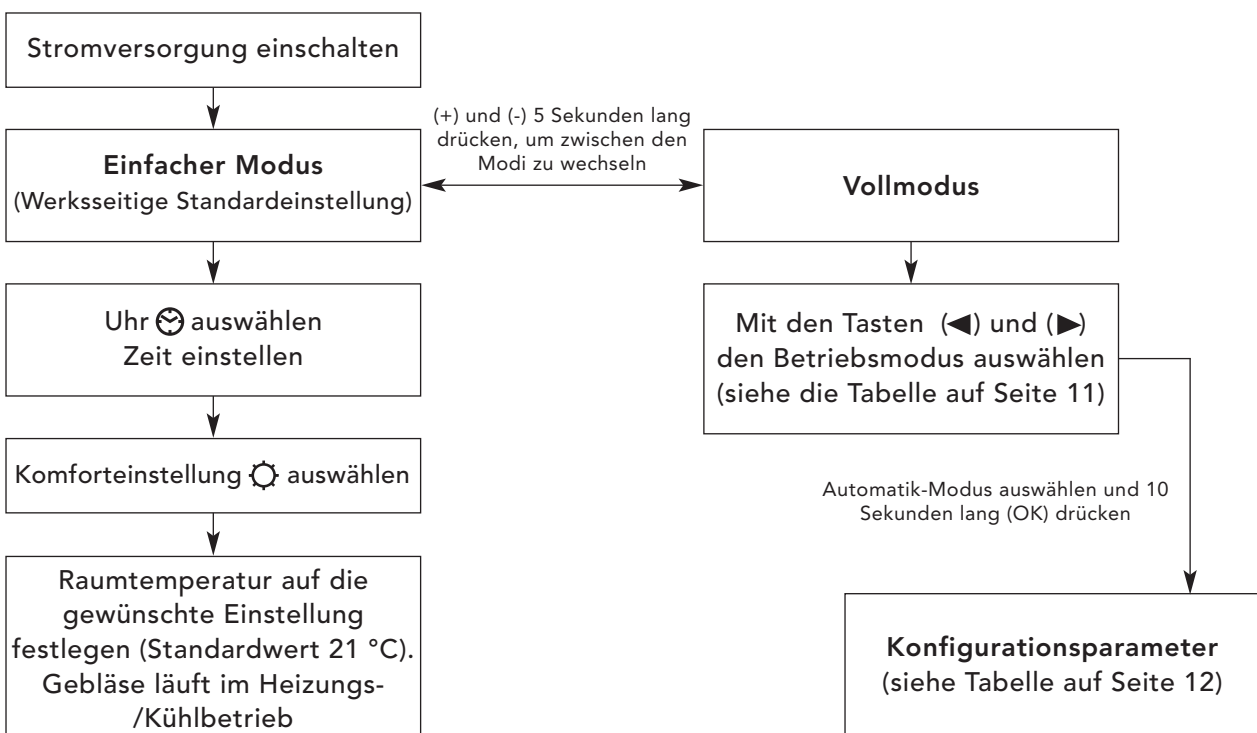 Stromversorgung einschalten
(+) und (-) 5 Sekunden lang
drücken, um zwischen den
Modi zu wechseln
Einfacher Modus
(Werksseitige Standardeinstellung)
Vollmodus
Uhr auswählen
Zeit einstellen
Mit den Tasten (◀) und (▶)
den Betriebsmodus auswählen
(siehe die Tabelle auf Seite 11)
Komforteinstellung auswählen
Automatik-Modus auswählen und 10
Sekunden lang (OK) drücken
Raumtemperatur auf die
gewünschte Einstellung
festlegen (Standardwert 21 °C).
Gebläse läuft im Heizungs-
/Kühlbetrieb
Konfigurationsparameter
(siehe Tabelle auf Seite 12)